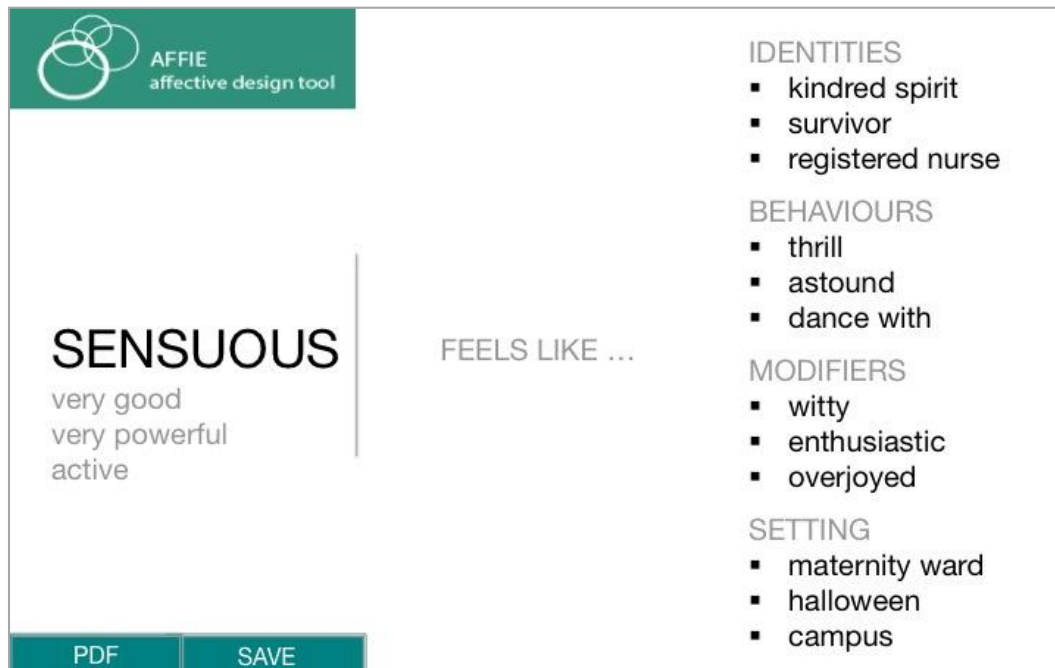 AFFIE
affective design tool
SENSUOUS
very good
very powerful
active
FEELS LIKE ...
IDENTITIES
▪ kindred spirit
▪ survivor
▪ registered nurse
BEHAVIOURS
▪ thrill
▪ astound
▪ dance with
MODIFIERS
▪ witty
▪ enthusiastic
▪ overjoyed
SETTING
▪ maternity ward
▪ halloween
▪ campus
PDF
SAVE